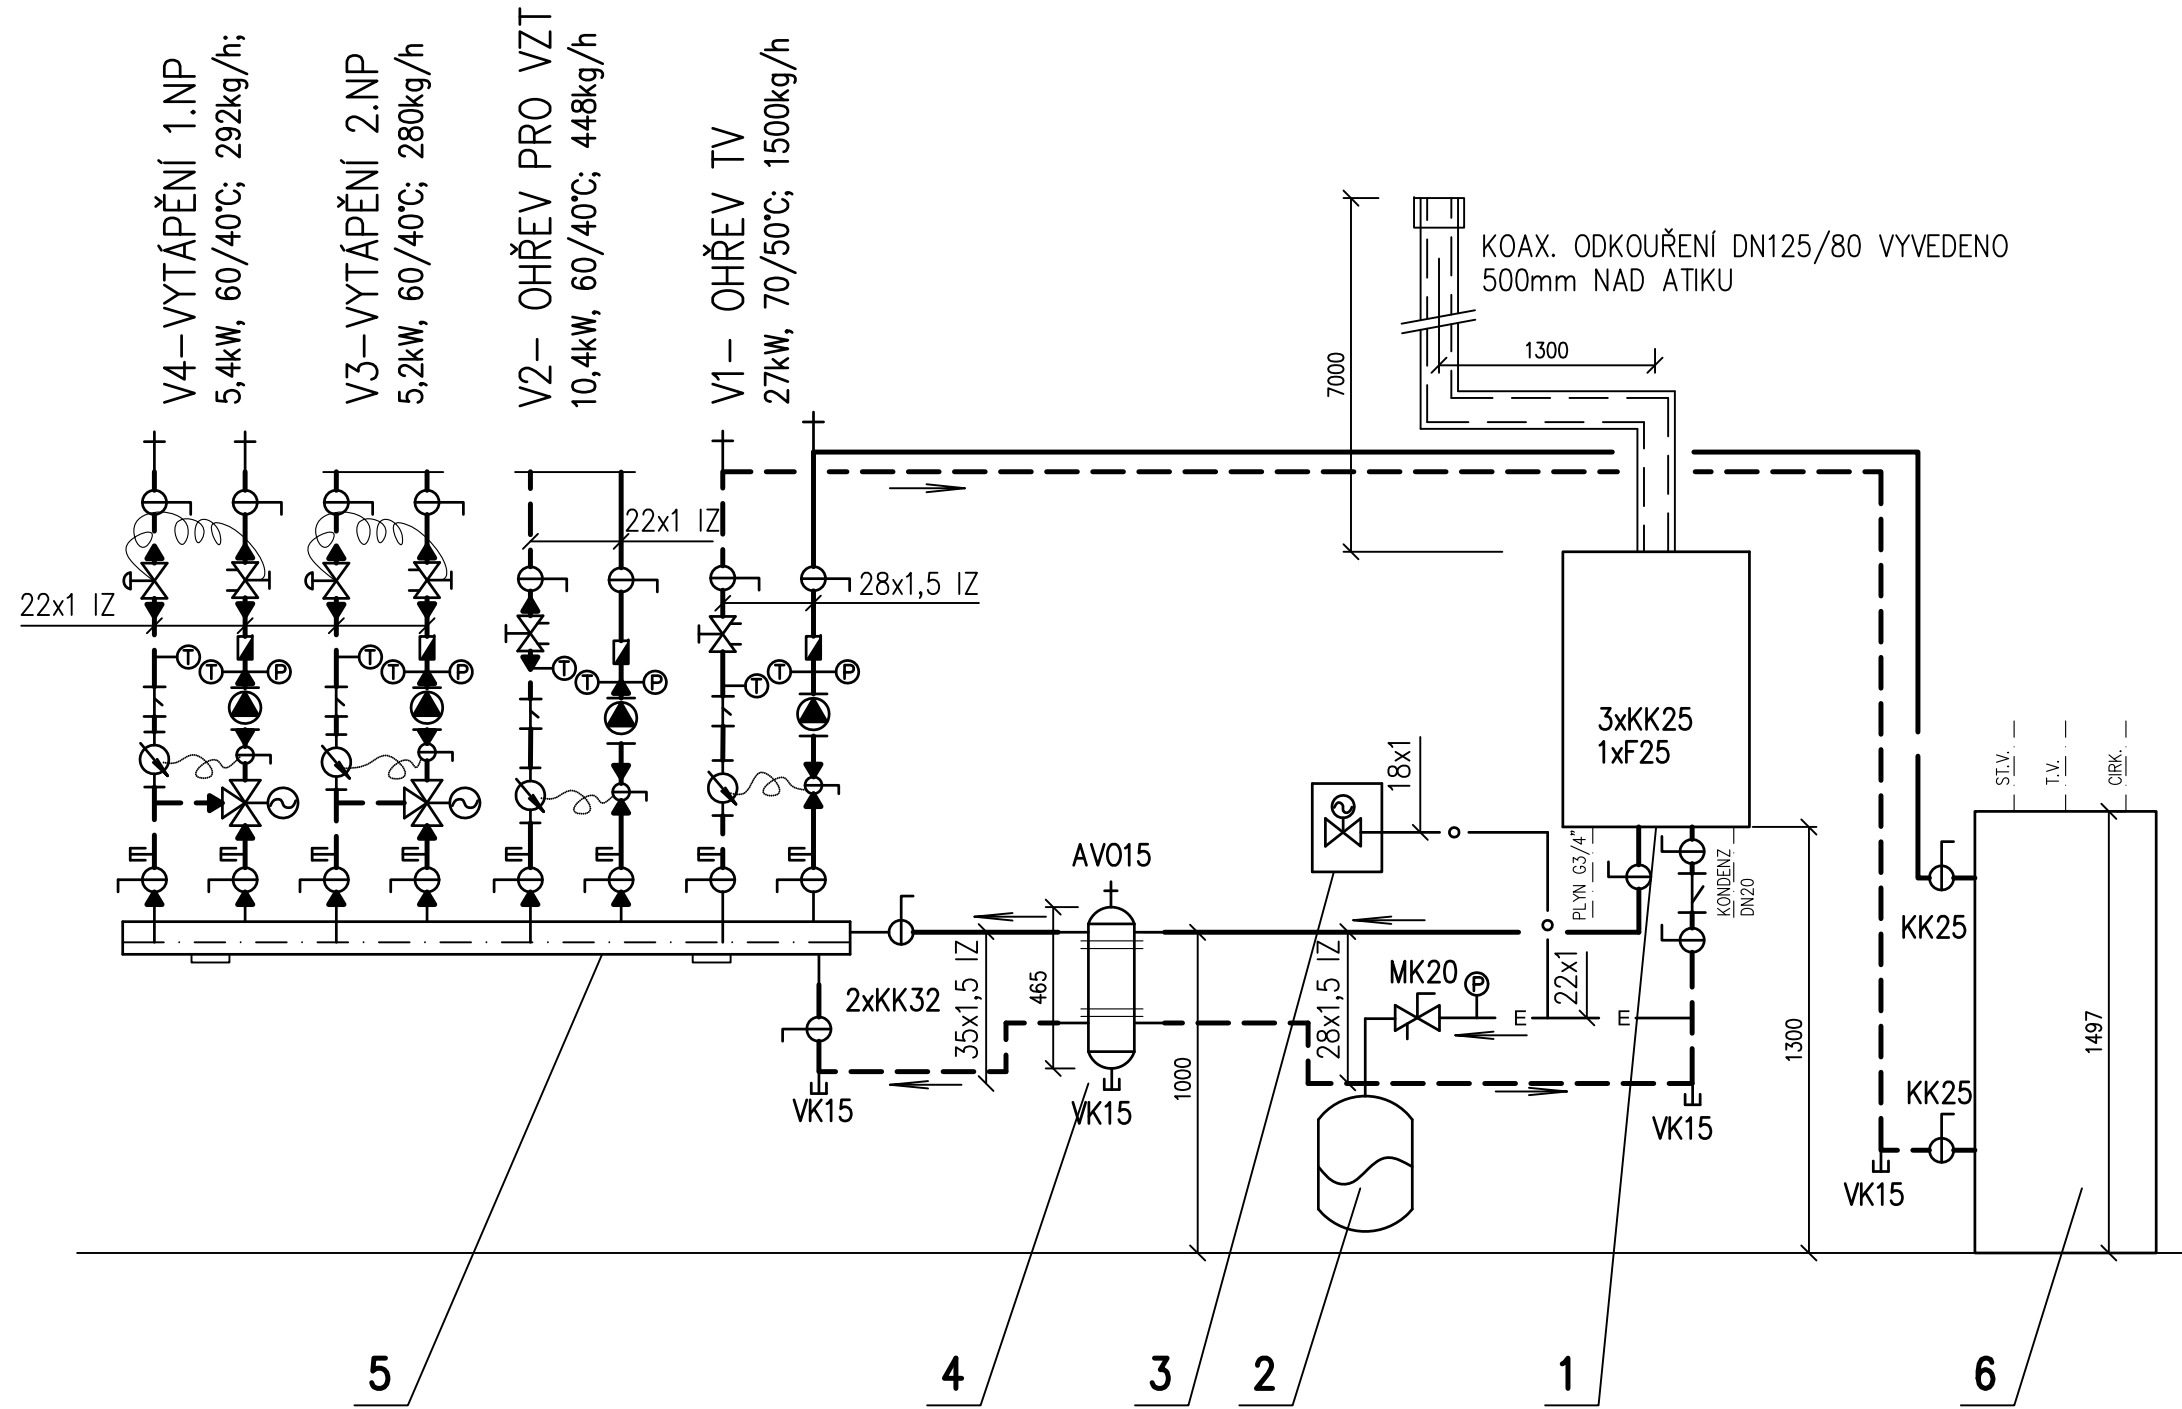 V4-VYTÁPĚNÍ 1.NP
5,4kW, 60/40°C; 292kg/h;
V3-VYTÁPĚNÍ 2.NP
5,2kW, 60/40°C; 280kg/h
V2- OHŘEV PRO VZT
10,4kW, 60/40°C; 448kg/h
V1- OHŘEV TV
27kW, 70/50°C; 1500kg/h
KOAX. ODKOUŘENÍ DN125/80 VYVEDENO
500mm NAD ATIKU
1300
7000
22x1 IZ
28x1,5 IZ
22x1 IZ
T
T
P
T
T
P
T
T
P
T
T
P
3xKK25
1xF25
18x1
ST.V.
T.V.
CIRK.
AVO15
PLYN G3/4"
KONDENZ
DN20
KK25
2xKK32
35x1,5 IZ
465
28x1,5 IZ
MK20
P
22x1
E
E
1000
1300
1497
VK15
VK15
VK15
KK25
VK15
5
4
3
2
1
6